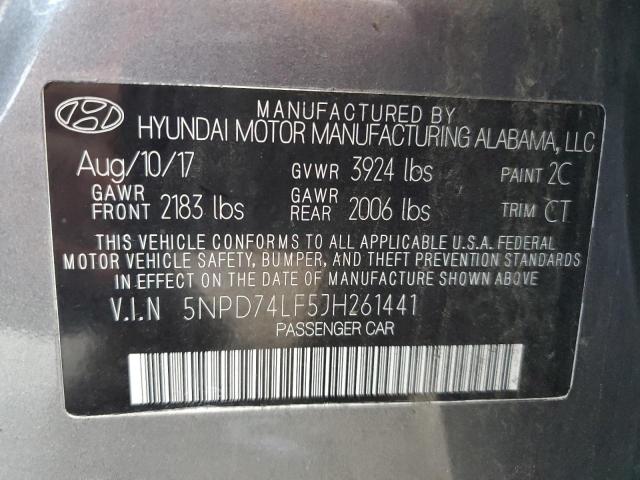 MANUFACTURED BY
HYUNDAI MOTOR MANUFACTURING ALABAMA, LLC
Aug/10/17 GVWR 3924 lbs PAINT 2C
GAWR FRONT 2183 lbs GAWR REAR 2006 lbs TRIM CT
THIS VEHICLE CONFORMS TO ALL APPLICABLE U.S.A. FEDERAL
MOTOR VEHICLE SAFETY, BUMPER, AND THEFT PREVENTION STANDARDS
IN EFFECT ON THE DATE OF MANUFACTURE SHOWN ABOVE.
V.I.N 5NPD74LF5JH261441
PASSENGER CAR